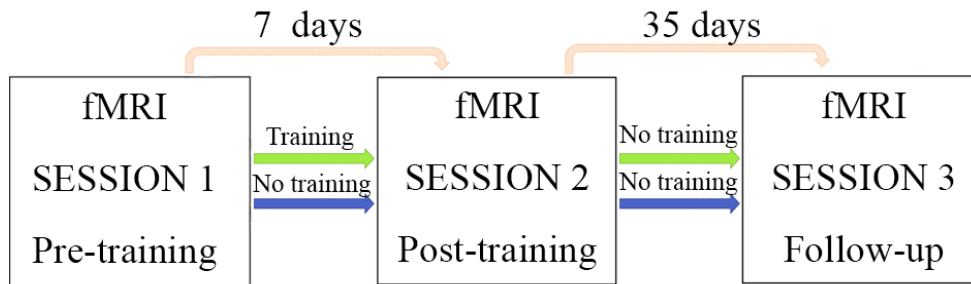 7 days
35 days
fMRI
SESSION 1
Pre-training
Training
No training
fMRI
SESSION 2
Post-training
No training
No training
fMRI
SESSION 3
Follow-up